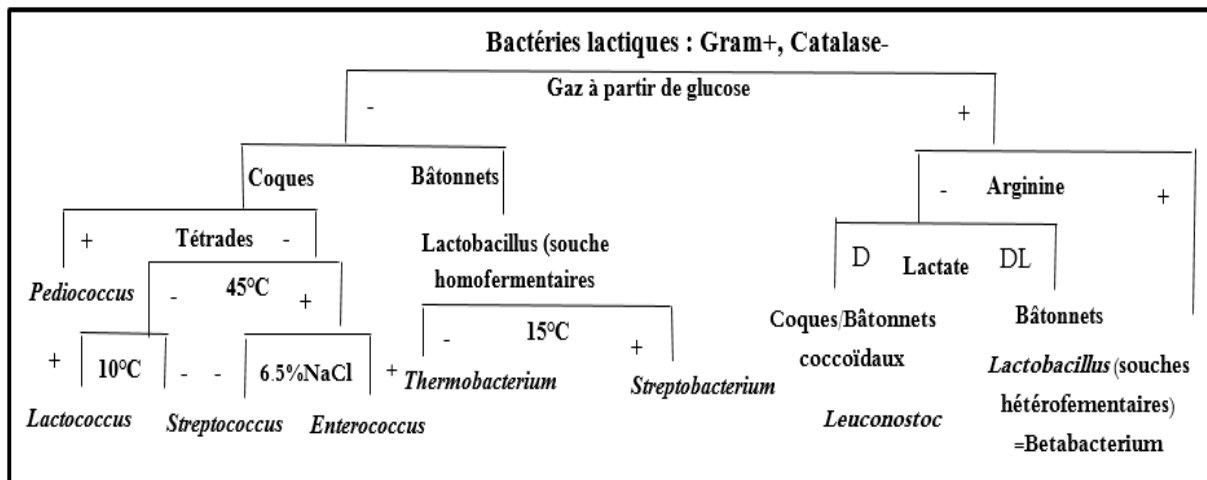 Bactéries lactiques : Gram+, Catalase-
Gaz à partir de glucose
- +
Coques Bâtonnets
- Arginine +
+ Tétrades -
Lactobacillus (souche
homofermentaires
D Lactate DL
Pediococcus
- 45°C +
Coques/Bâtonnets
coccoïdaux
Bâtonnets
- 15°C +
+ 10°C - - 6.5%NaCl +
Thermobacterium Streptobacterium
Lactobacillus (souches
hétérofementaires)
=Betabacterium
Lactococcus Streptococcus Enterococcus
Leuconostoc